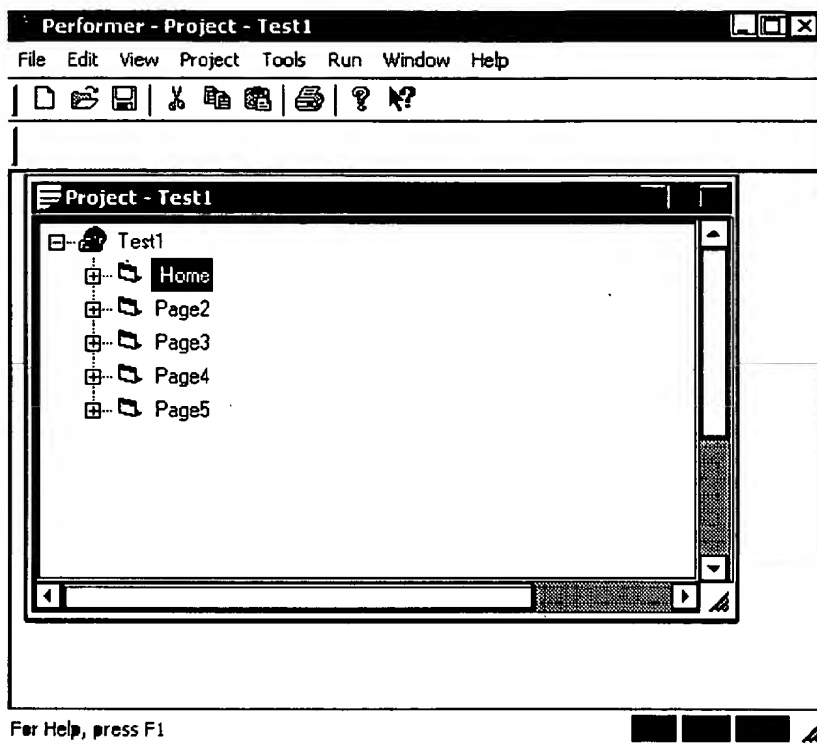 Performer - Project - Test1
File Edit View Project Tools Run Window Help
Project - Test1
Test1
Home
Page2
Page3
Page4
Page5
For Help, press F1